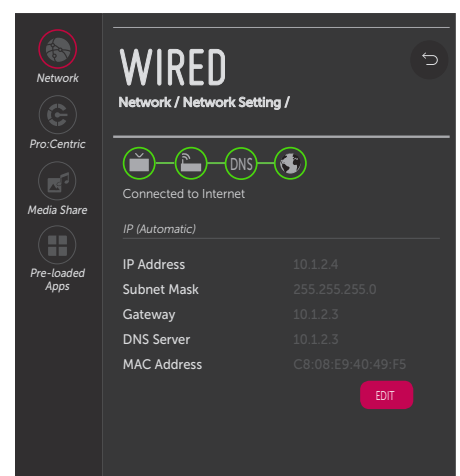 Network
Pro:Centric
Media Share
Pre-loaded
Apps
WIRED
Network / Network Setting /
DNS
Connected to Internet
IP (Automatic)
IP Address 10.1.2.4
Subnet Mask 255.255.255.0
Gateway 10.1.2.3
DNS Server 10.1.2.3
MAC Address C8:08:E9:40:49:F5
EDIT